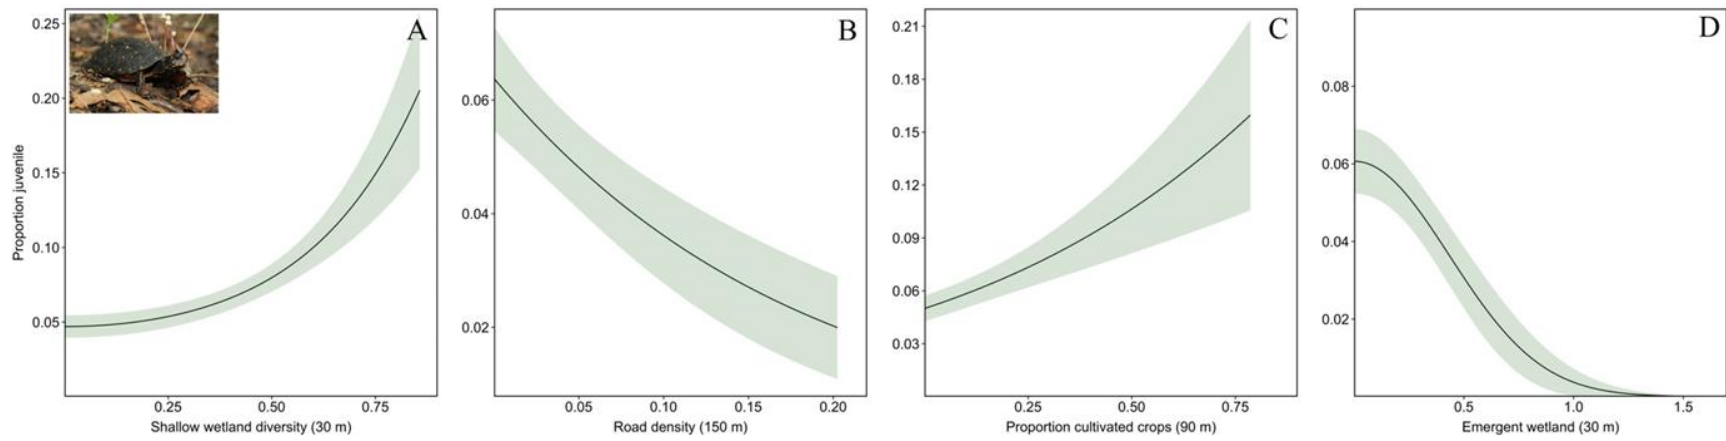 A
0.25
0.20
0.15
0.10
0.05
Proportion juvenile
0.25 0.50 0.75
Shallow wetland diversity (30 m)
B
0.06
0.04
0.02
0.05 0.10 0.15 0.20
Road density (150 m)
C
0.21
0.18
0.15
0.12
0.09
0.06
0.03
0.25 0.50 0.75
Proportion cultivated crops (90 m)
D
0.08
0.06
0.04
0.02
0.5 1.0 1.5
Emergent wetland (30 m)